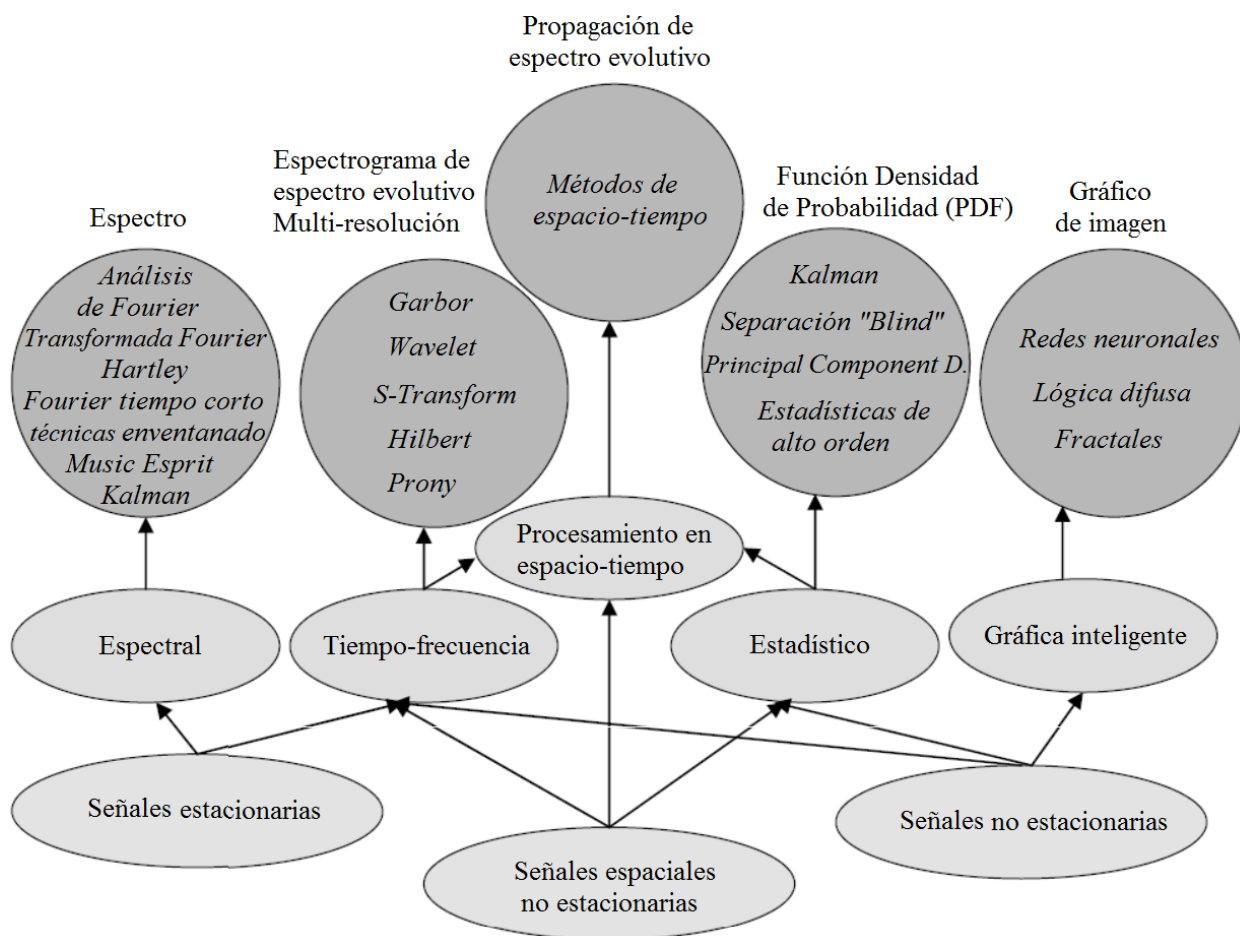 Propagación de
espectro evolutivo
Métodos de
espacio-tiempo
Espectrograma de
espectro evolutivo
Multi-resolución
Función Densidad
de Probabilidad (PDF)
Gráfico
de imagen
Espectro
Análisis
de Fourier
Transformada Fourier
Hartley
Fourier tiempo corto
técnicas enventanado
Music Esprit
Kalman
Garbor
Wavelet
S-Transform
Hilbert
Prony
Kalman
Separación "Blind"
Principal Component D.
Estadísticas de
alto orden
Redes neuronales
Lógica difusa
Fractales
Procesamiento en
espacio-tiempo
Espectral
Tiempo-frecuencia
Estadístico
Gráfica inteligente
Señales estacionarias
Señales espaciales
no estacionarias
Señales no estacionarias